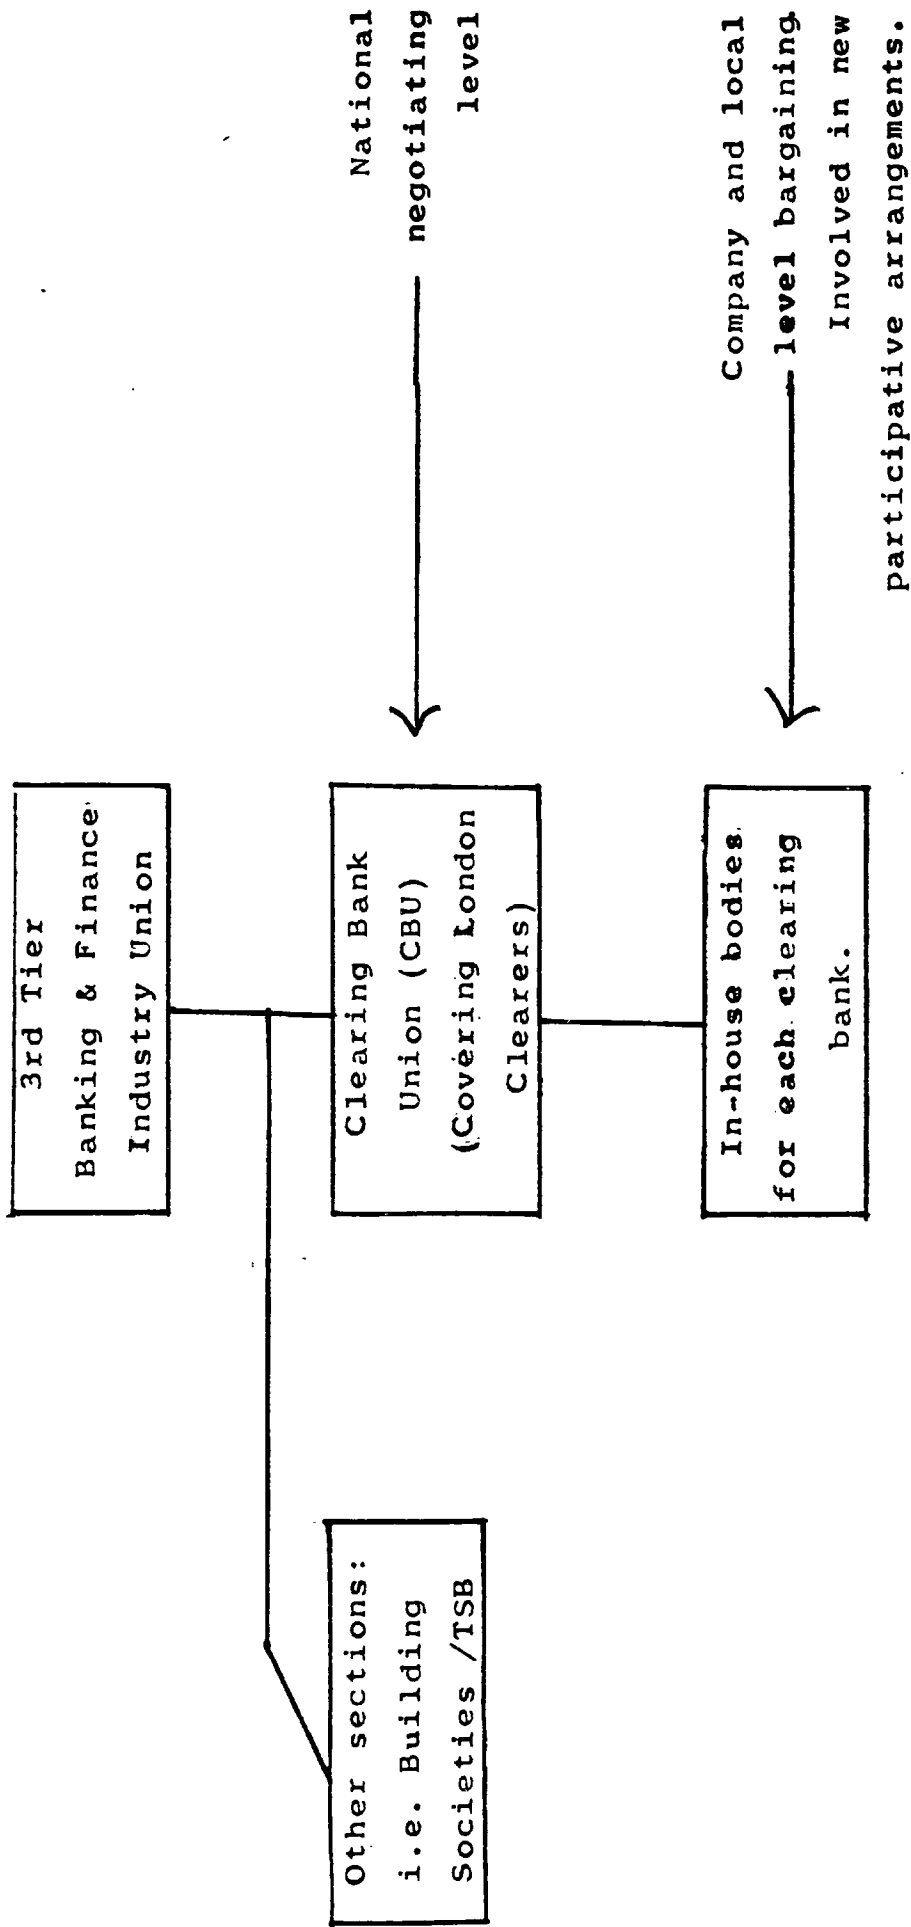 3rd Tier
Banking & Finance
Industry Union
Other sections:
i.e. Building
Societies /TSB
Clearing Bank
Union (CBU)
(Covering London
Clearers)
National
negotiating
level
In-house bodies
for each clearing
bank.
Company and local
level bargaining.
Involved in new
participative arrangements.